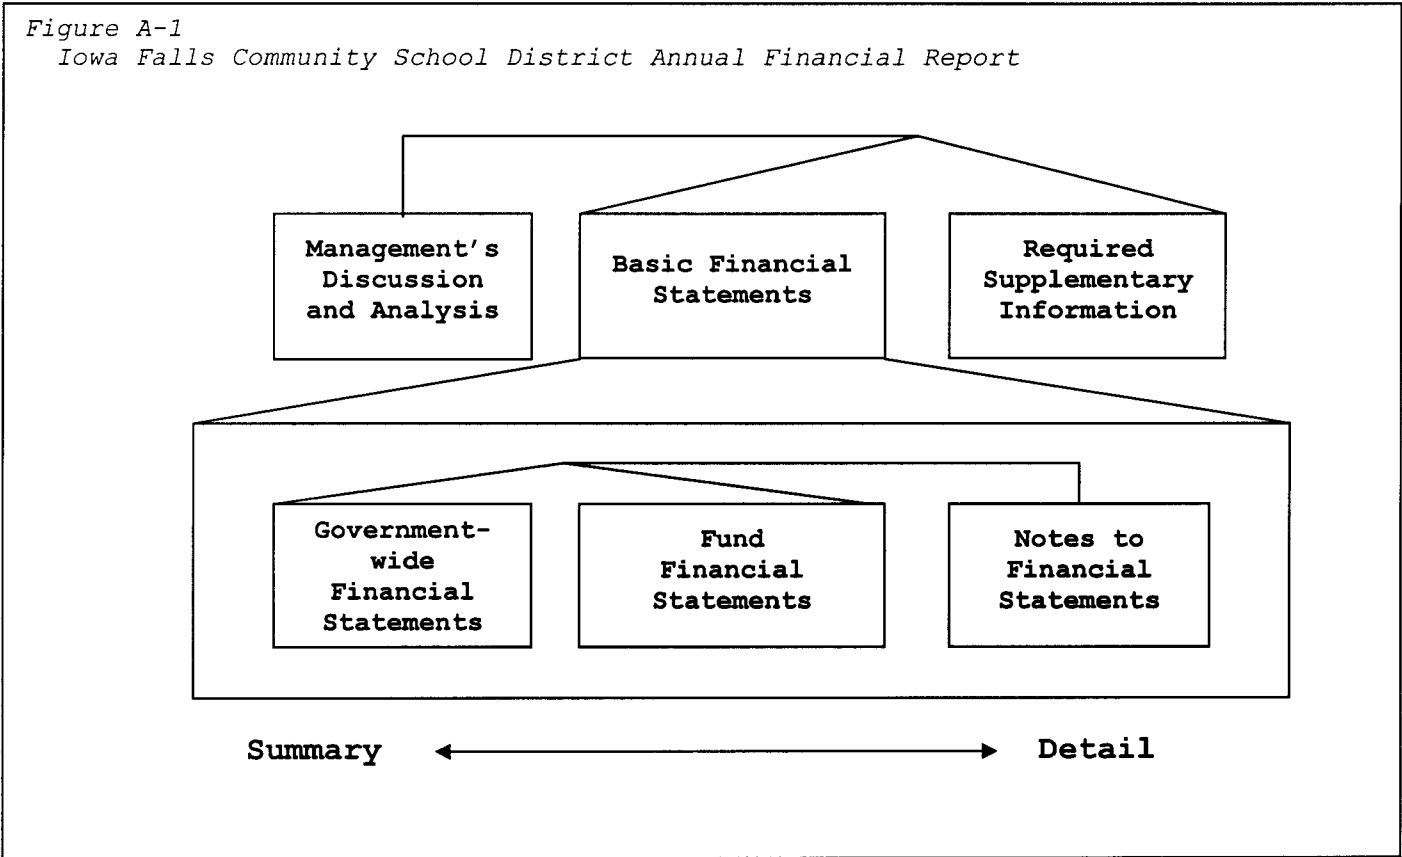 Figure A-1
Iowa Falls Community School District Annual Financial Report
Management's
Discussion
and Analysis
Basic Financial
Statements
Required
Supplementary
Information
Government-
wide
Financial
Statements
Fund
Financial
Statements
Notes to
Financial
Statements
Summary
Detail